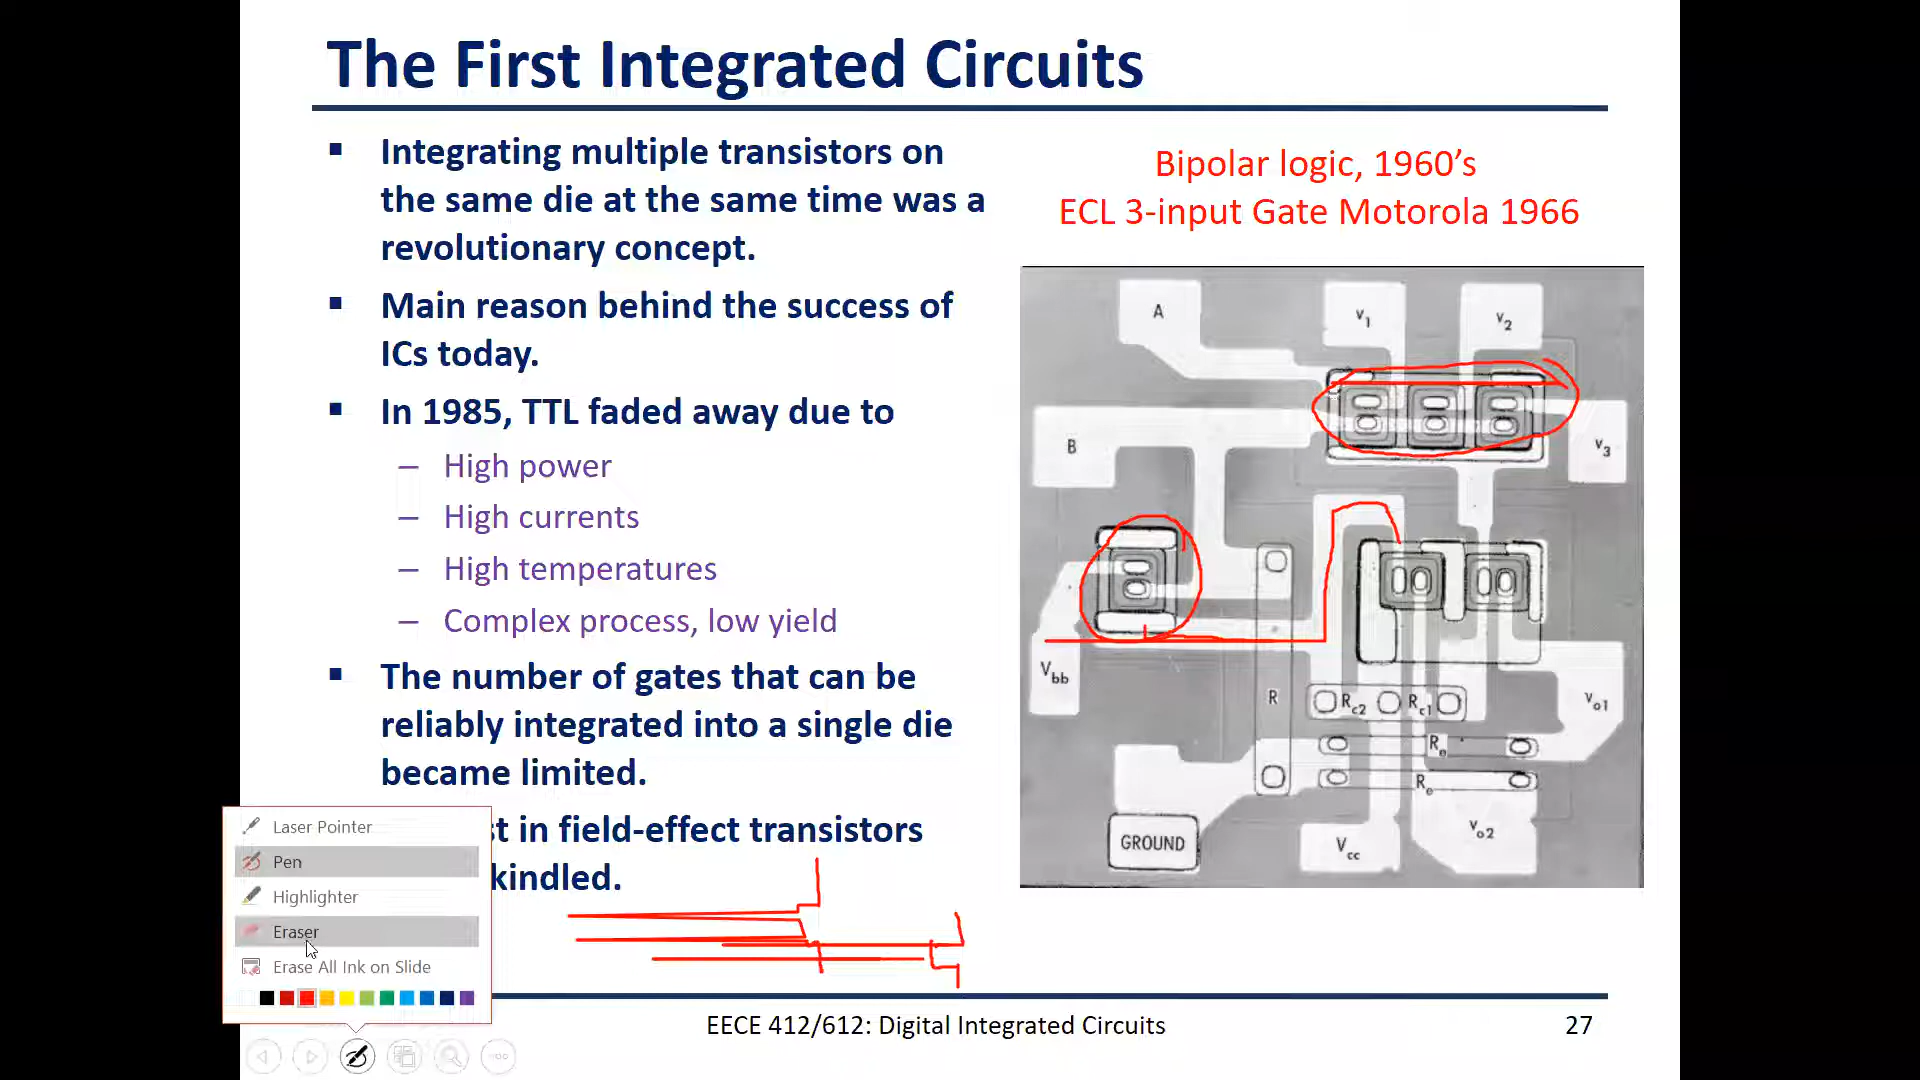 The First Integrated Circuits
▪ Integrating multiple transistors on
the same die at the same time was a
revolutionary concept.
▪ Main reason behind the success of
ICs today.
▪ In 1985, TTL faded away due to
– High power
– High currents
– High temperatures
– Complex process, low yield
▪ The number of gates that can be
reliably integrated into a single die
became limited.
st in field-effect transistors
kindled.
Bipolar logic, 1960's
ECL 3-input Gate Motorola 1966
A
V1
V2
B
V3
Vbb
R
Rc2
Rc1
Vo1
Re
Re
GROUND
Vcc
Vo2
Laser Pointer
Pen
Highlighter
Eraser
Erase All Ink on Slide
EECE 412/612: Digital Integrated Circuits
27